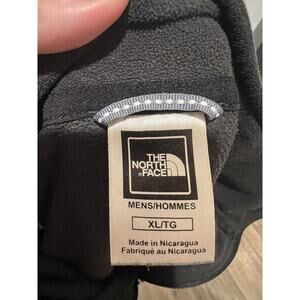 THE
NORTH
FACE
MENS/HOMMES
XL/TG
Made in Nicaragua
Fabriqué au Nicaragua